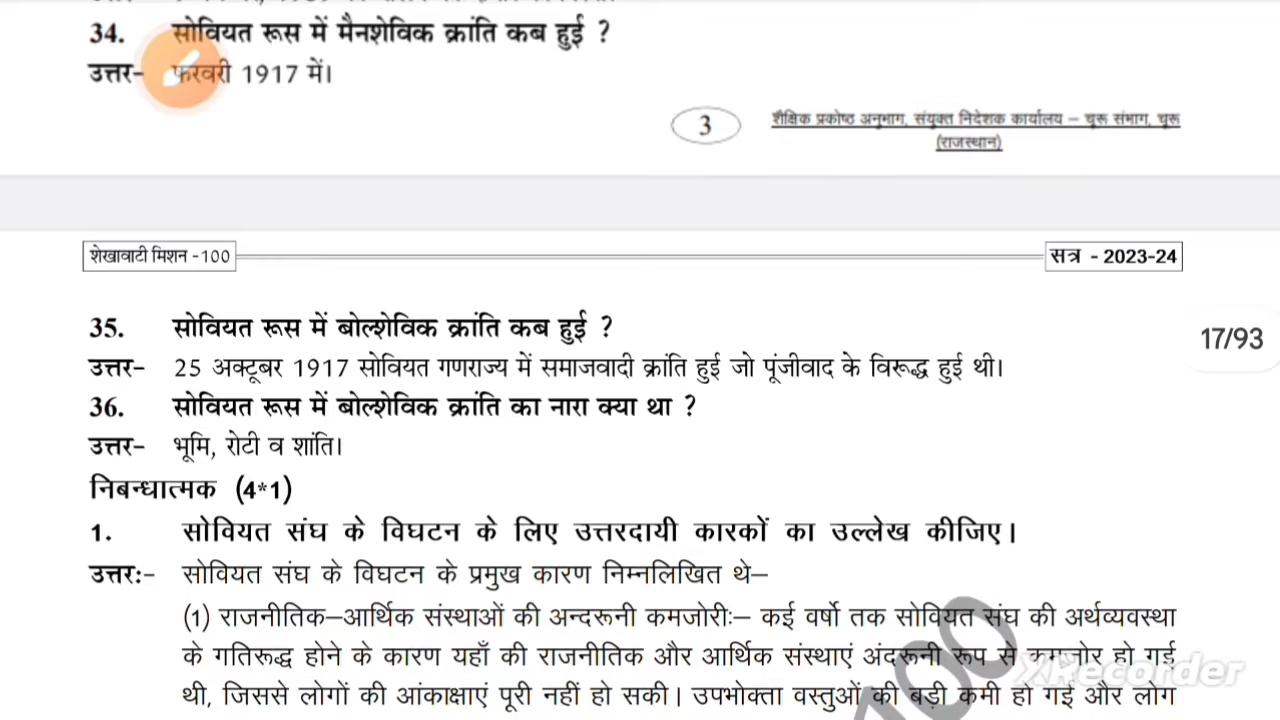 34. सोवियत रूस में मैनशेविक क्रांति कब हुई ?
उत्तर- फरवरी 1917 में।
3
शैक्षिक प्रकोष्ठ अनुभाग, संयुक्त निदेशक कार्यालय – चूरू संभाग, चूरू
(राजस्थान)
शेखावाटी मिशन -100
सत्र - 2023-24
35. सोवियत रूस में बोल्शेविक क्रांति कब हुई ?
17/93
उत्तर- 25 अक्टूबर 1917 सोवियत गणराज्य में समाजवादी क्रांति हुई जो पूंजीवाद के विरूद्ध हुई थी।
36. सोवियत रूस में बोल्शेविक क्रांति का नारा क्या था ?
उत्तर- भूमि, रोटी व शांति।
निबन्धात्मक (4*1)
1. सोवियत संघ के विघटन के लिए उत्तरदायी कारकों का उल्लेख कीजिए।
उत्तर:- सोवियत संघ के विघटन के प्रमुख कारण निम्नलिखित थे–
(1) राजनीतिक–आर्थिक संस्थाओं की अन्दरूनी कमजोरी:– कई वर्षो तक सोवियत संघ की अर्थव्यवस्था
के गतिरूद्ध होने के कारण यहाँ की राजनीतिक और आर्थिक संस्थाएं अंदरूनी रूप से कमजोर हो गई
थी, जिससे लोगों की आंकाक्षाएं पूरी नहीं हो सकी। उपभोक्ता वस्तुओं की बड़ी कमी हो गई और लोग
100
XRecorder